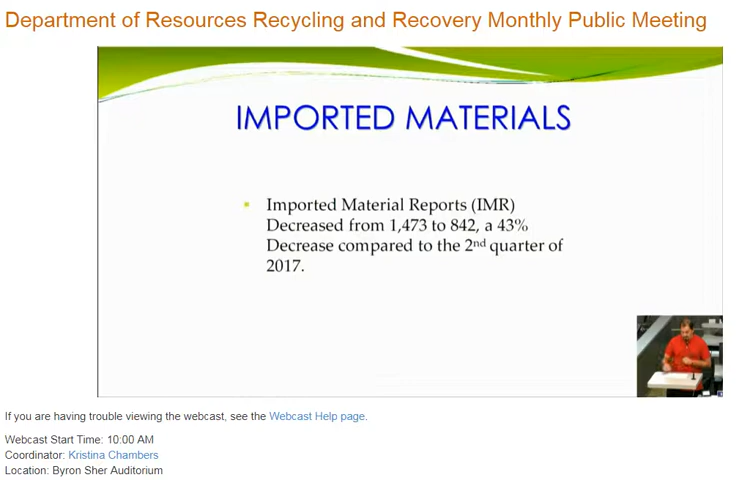 Department of Resources Recycling and Recovery Monthly Public Meeting
IMPORTED MATERIALS
▪ Imported Material Reports (IMR)
Decreased from 1,473 to 842, a 43%
Decrease compared to the 2nd quarter of
2017.
If you are having trouble viewing the webcast, see the Webcast Help page.
Webcast Start Time: 10:00 AM
Coordinator: Kristina Chambers
Location: Byron Sher Auditorium